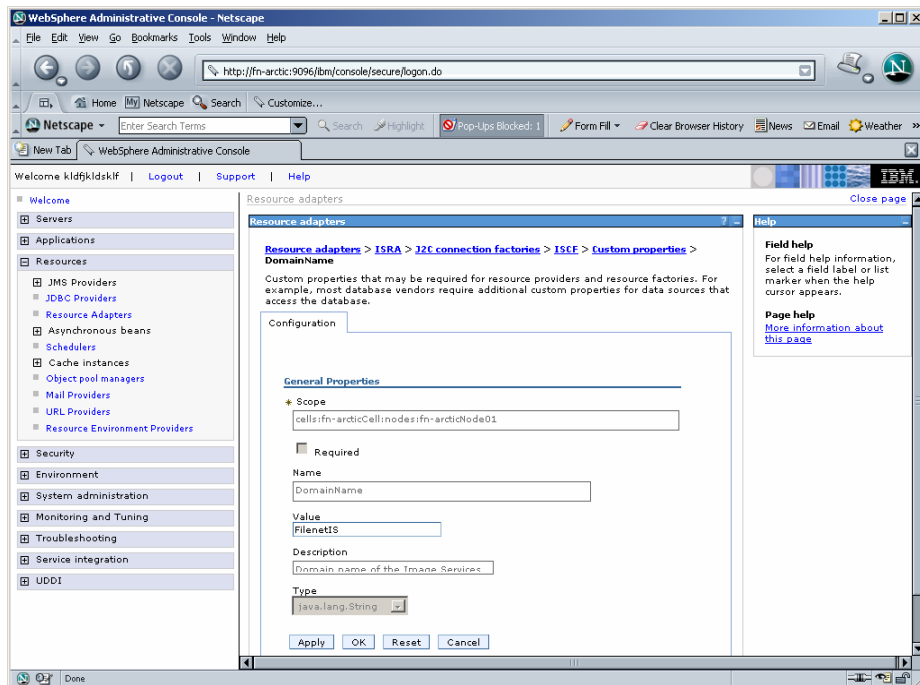 WebSphere Administrative Console - Netscape
File Edit View Go Bookmarks Tools Window Help
http://fn-arctic:9096/ibm/console/secure/logon.do
N
Home My Netscape Search Customize...
Netscape Enter Search Terms Search Highlight Pop-Ups Blocked: 1 Form Fill Clear Browser History News Email Weather »
New Tab WebSphere Administrative Console
Welcome kldfjkldsklf | Logout | Support | Help IBM.
Welcome
Servers
Applications
Resources
JMS Providers
JDBC Providers
Resource Adapters
Asynchronous beans
Schedulers
Cache instances
Object pool managers
Mail Providers
URL Providers
Resource Environment Providers
Security
Environment
System administration
Monitoring and Tuning
Troubleshooting
Service integration
UDDI
Resource adapters Close page
Resource adapters ? -
Resource adapters > ISRA > J2C connection factories > ISCF > Custom properties >
DomainName
Custom properties that may be required for resource providers and resource factories. For
example, most database vendors require additional custom properties for data sources that
access the database.
Configuration
General Properties
Scope
cells:fn-arcticCell:nodes:fn-arcticNode01
Required
Name
DomainName
Value
FilenetIS
Description
Domain name of the Image Services
Type
java.lang.String
Apply OK Reset Cancel
Help -
Field help
For field help information,
select a field label or list
marker when the help
cursor appears.
Page help
More information about
this page
Done